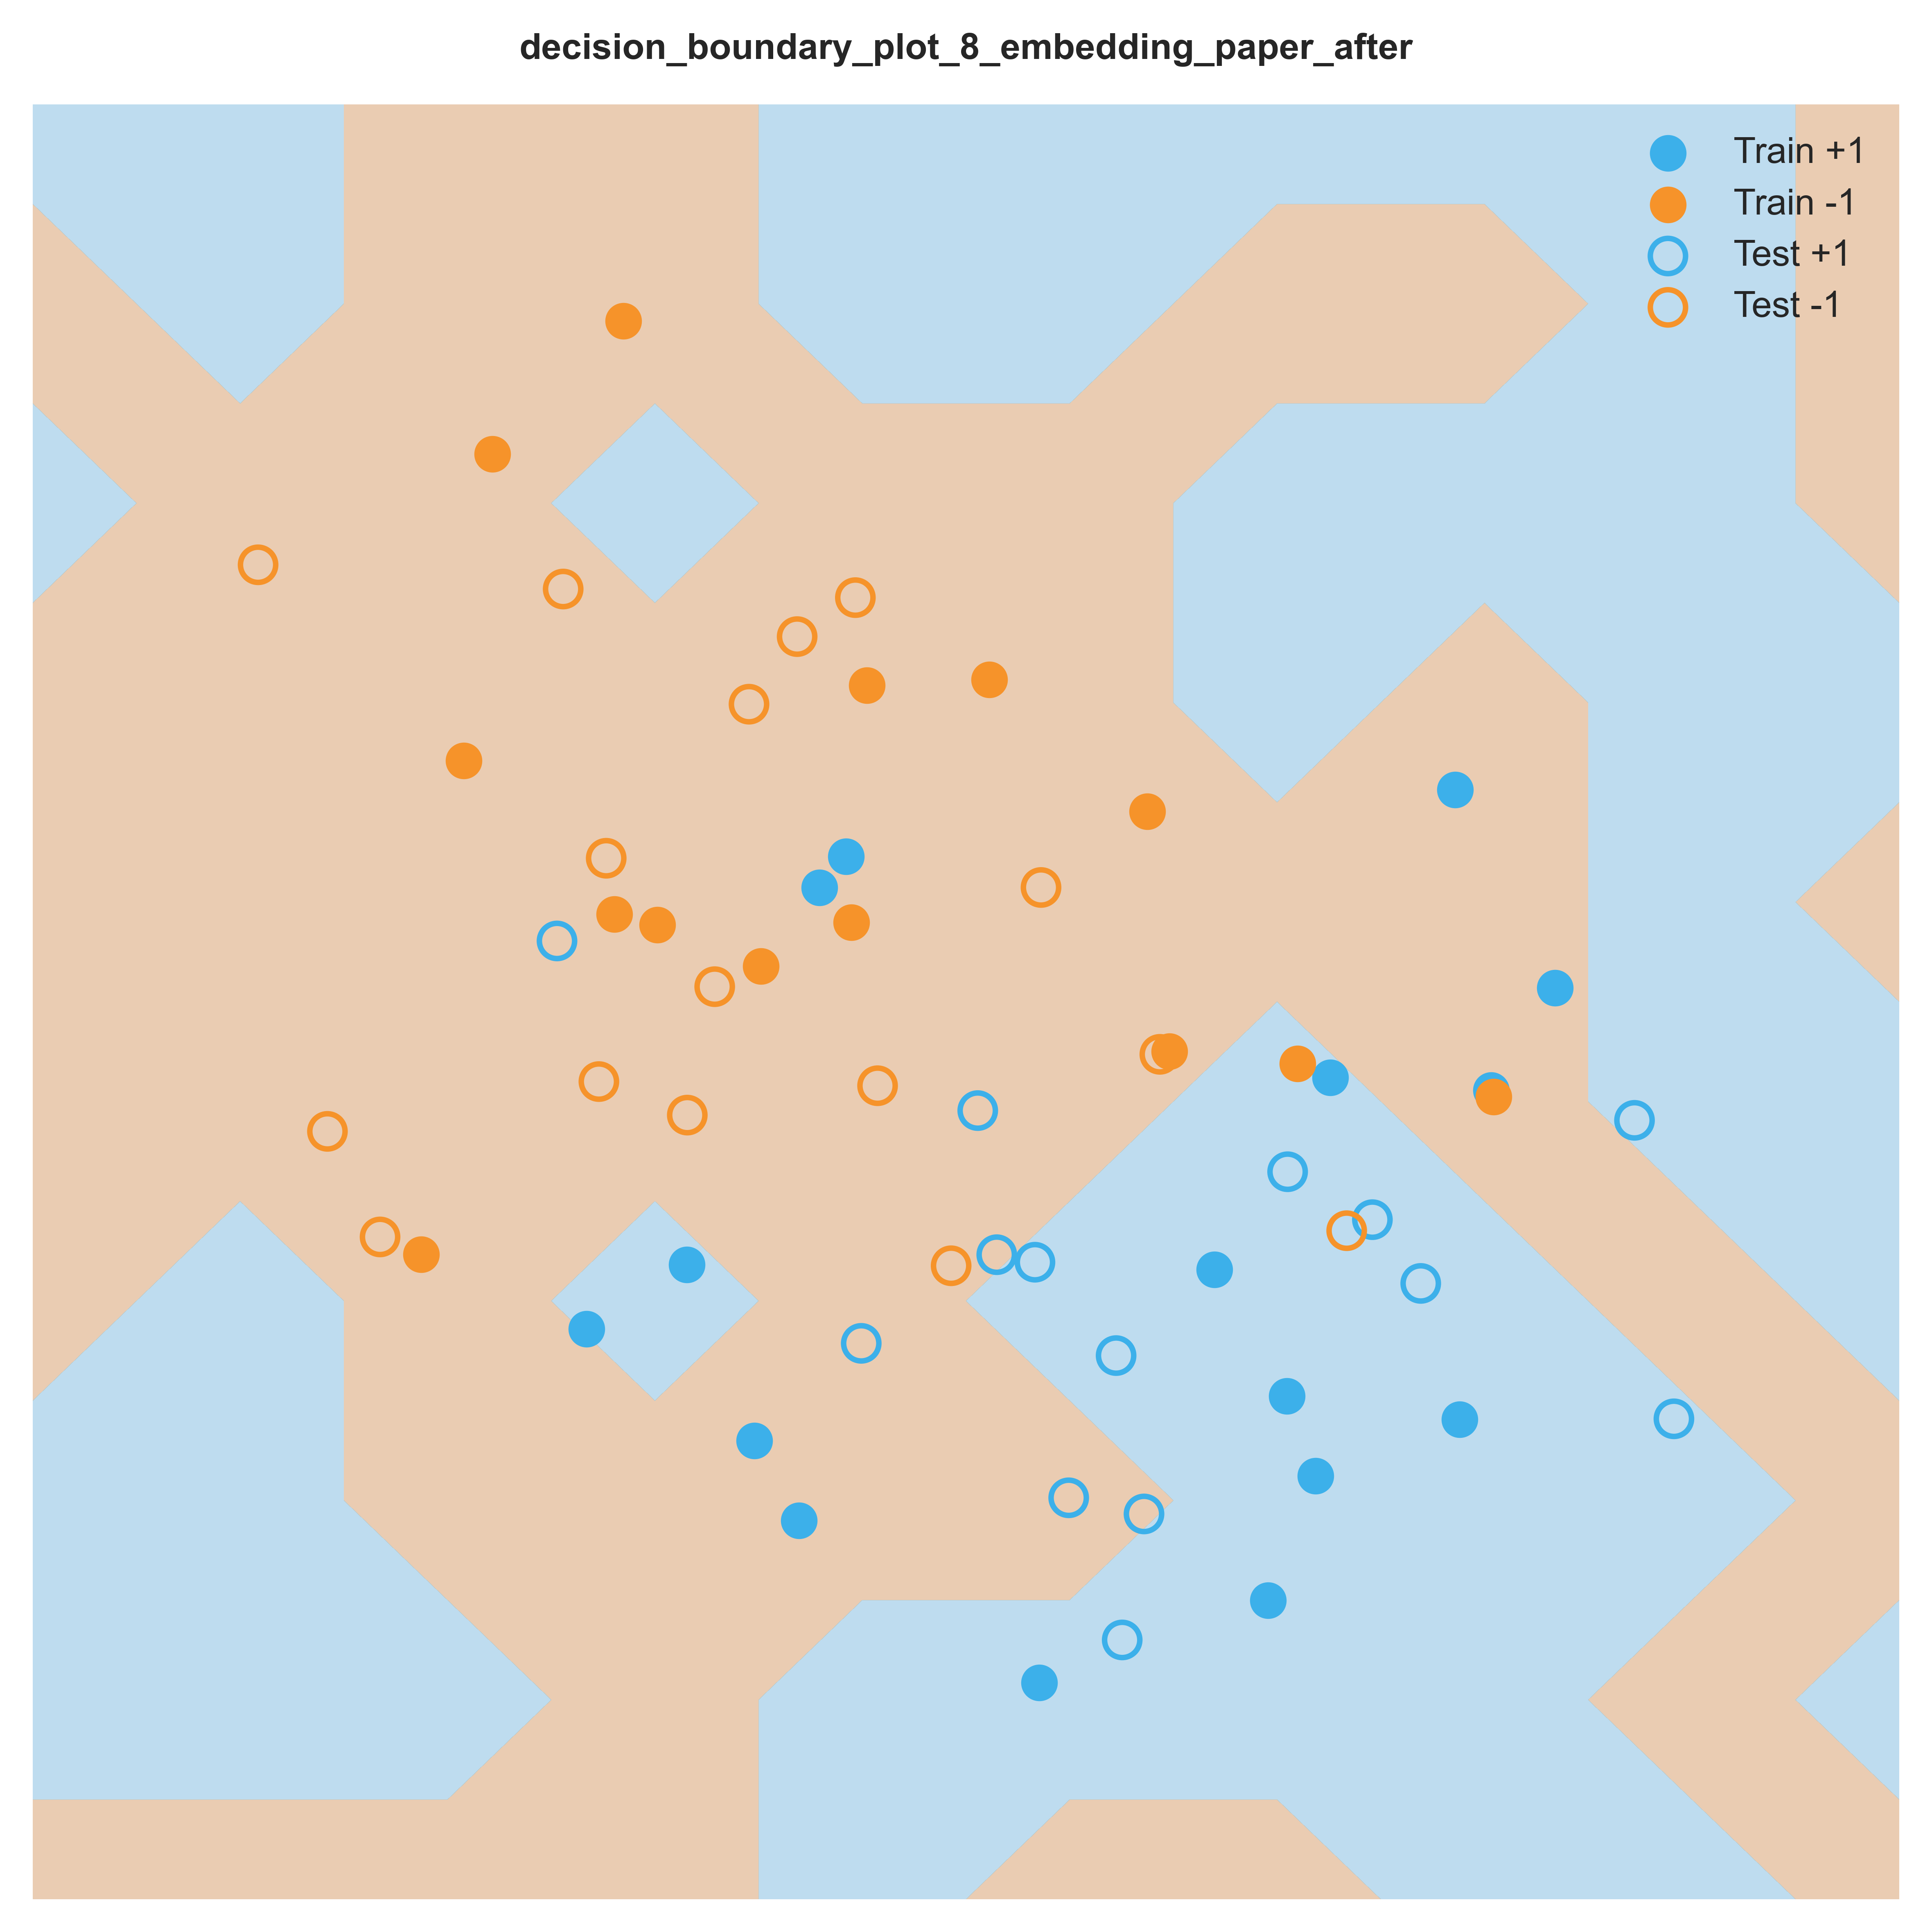 decision_boundary_plot_8_embedding_paper_after
Train +1
Train -1
Test +1
Test -1